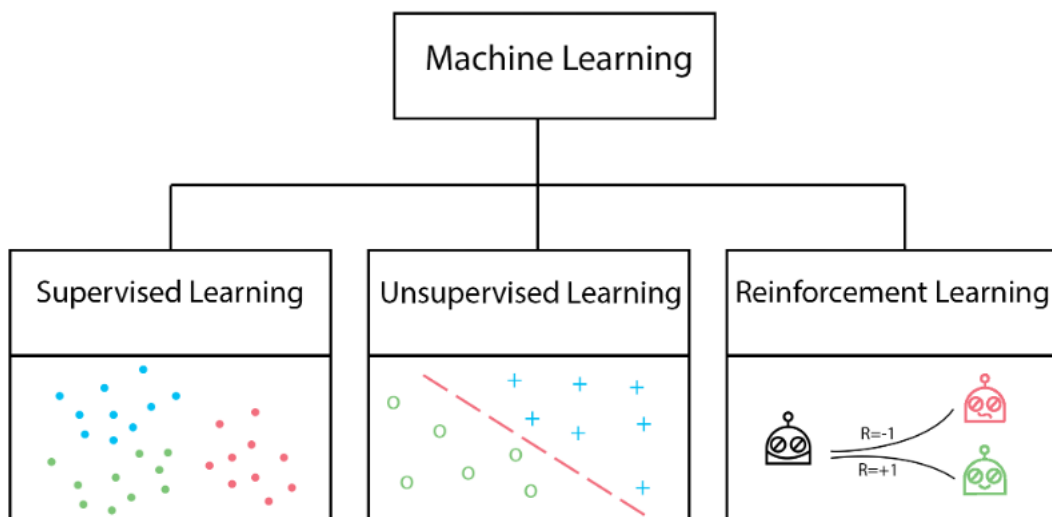 Machine Learning
Supervised Learning
Unsupervised Learning
Reinforcement Learning
R=-1
R=+1